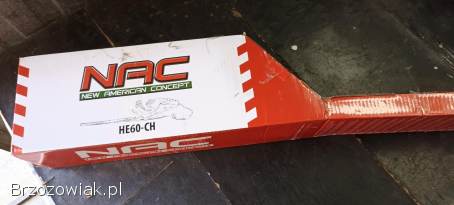 NAC
NEW AMERICAN CONCEPT
HE60-CH
NAC
Brzozowiak.pl